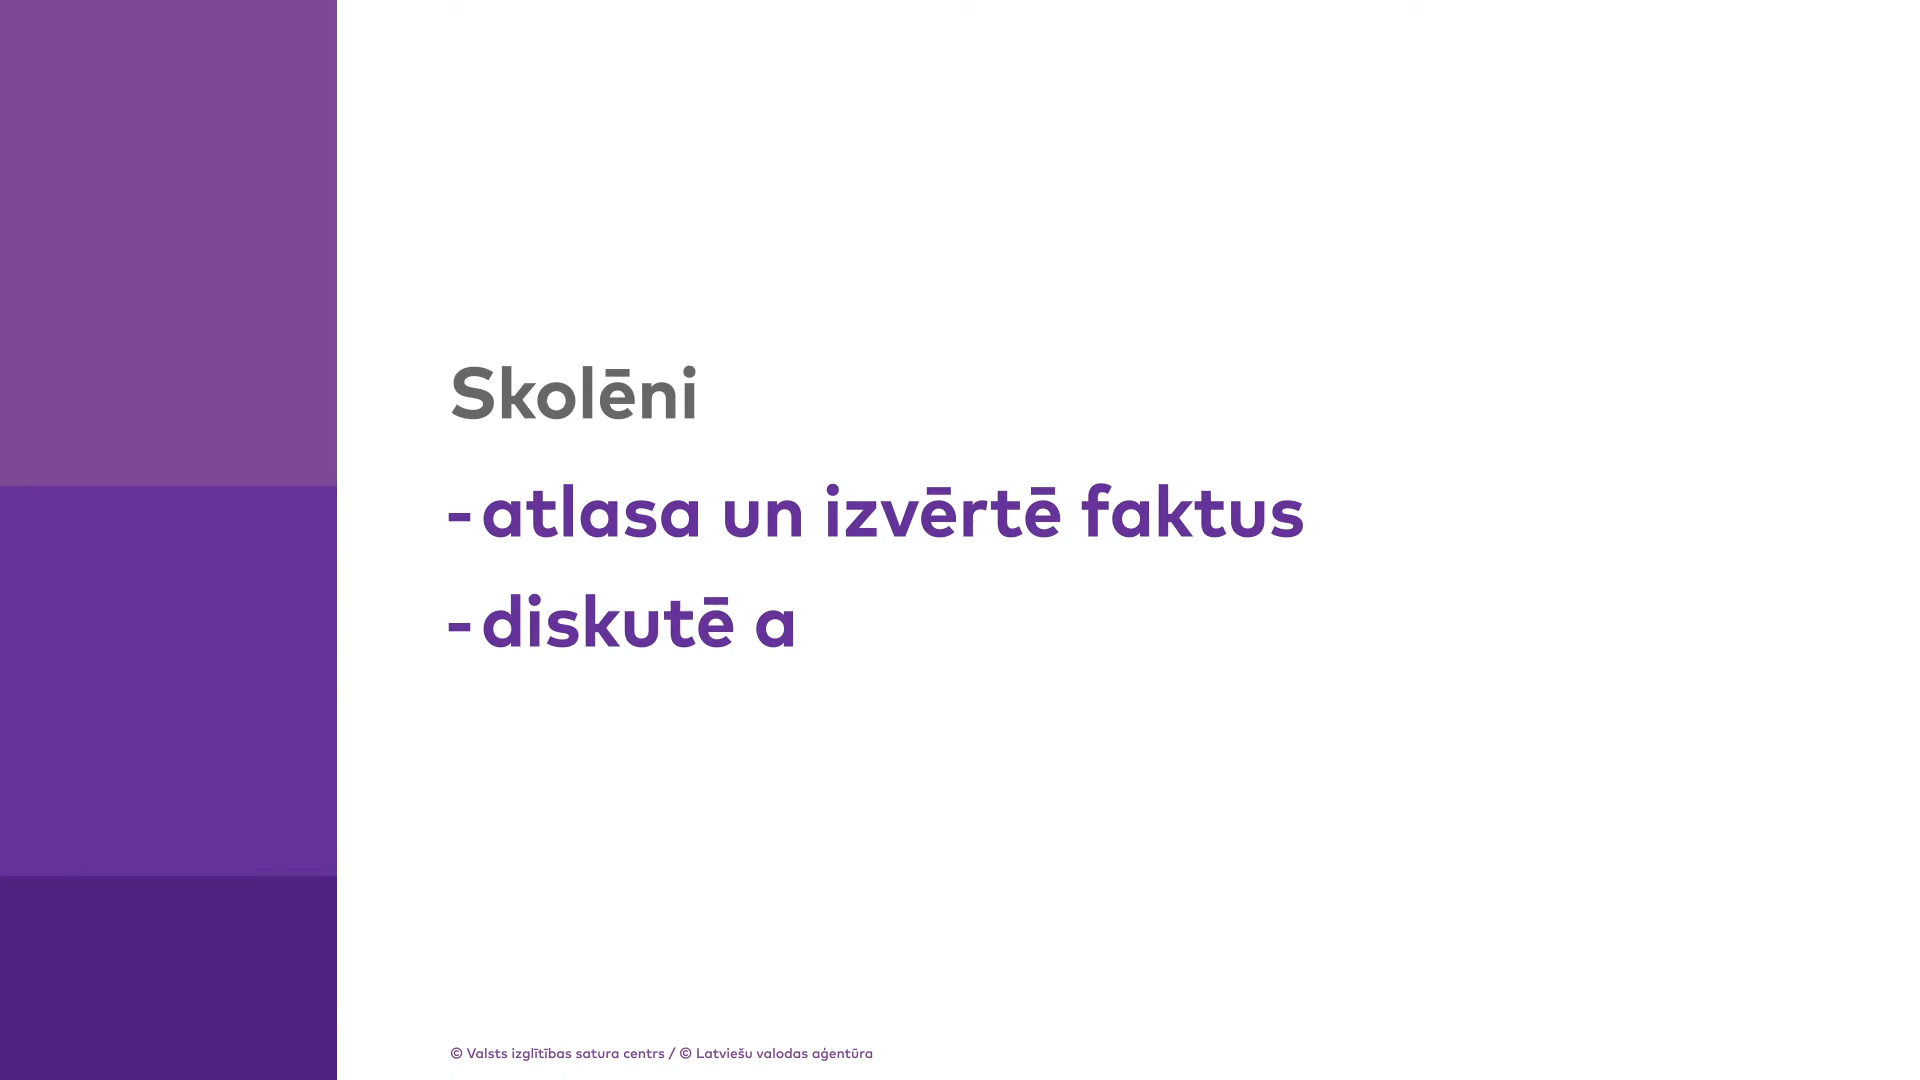 Skolēni
- atlasa un izvērtē faktus
- diskutē a
© Valsts izglītības satura centrs / © Latviešu valodas aģentūra